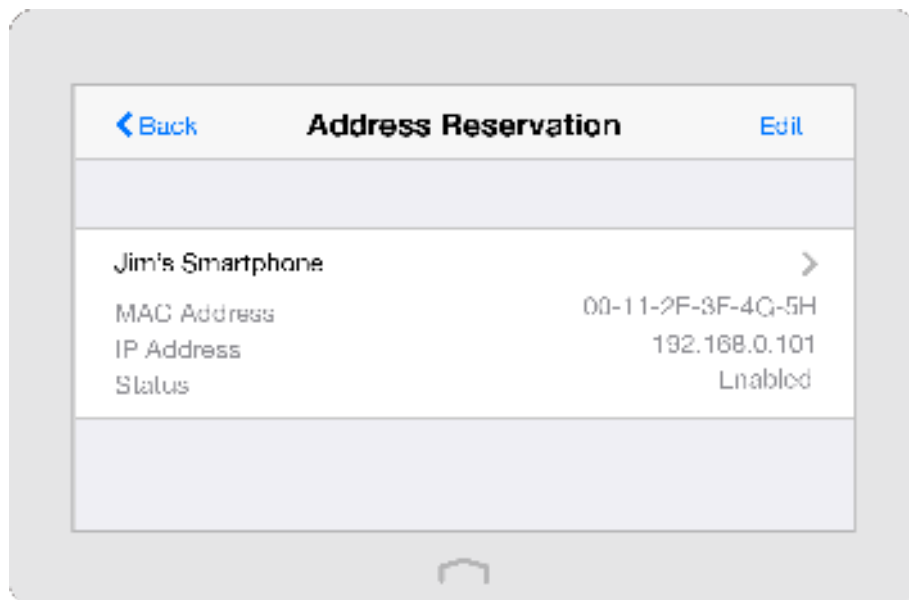 Back Address Reservation Edit
Jim's Smartphone
MAC Address 00-11-2F-3F-4G-5H
IP Address 192.168.0.101
Status Enabled